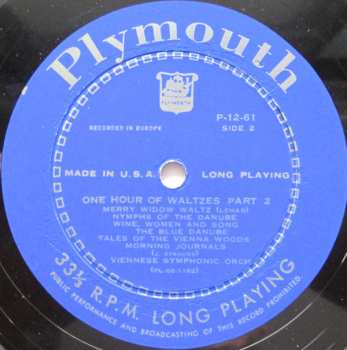 Plymouth
PLYMOUTH
P-12-61
RECORDED IN EUROPE
SIDE 2
MADE IN U.S.A.
LONG PLAYING
ONE HOUR OF WALTZES PART 2
MERRY WIDOW WALTZ (LEHAR)
NYMPHS OF THE DANUBE
WINE, WOMEN AND SONG
THE BLUE DANUBE
TALES OF THE VIENNA WOODS
MORNING JOURNALS
(J. STRAUSS)
VIENNESE SYMPHONIC ORCH.
33⅓ R.P.M. LONG PLAYING
PUBLIC PERFORMANCE AND BROADCASTING OF THIS RECORD PROHIBITED.